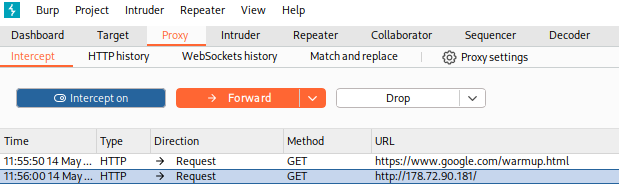 Burp Project Intruder Repeater View Help
Dashboard Target Proxy Intruder Repeater Collaborator Sequencer Decoder
Intercept HTTP history WebSockets history Match and replace Proxy settings
Intercept on Forward Drop
Time Type Direction Method URL
11:55:50 14 May ... HTTP → Request GET https://www.google.com/warmup.html
11:56:00 14 May ... HTTP → Request GET http://178.72.90.181/